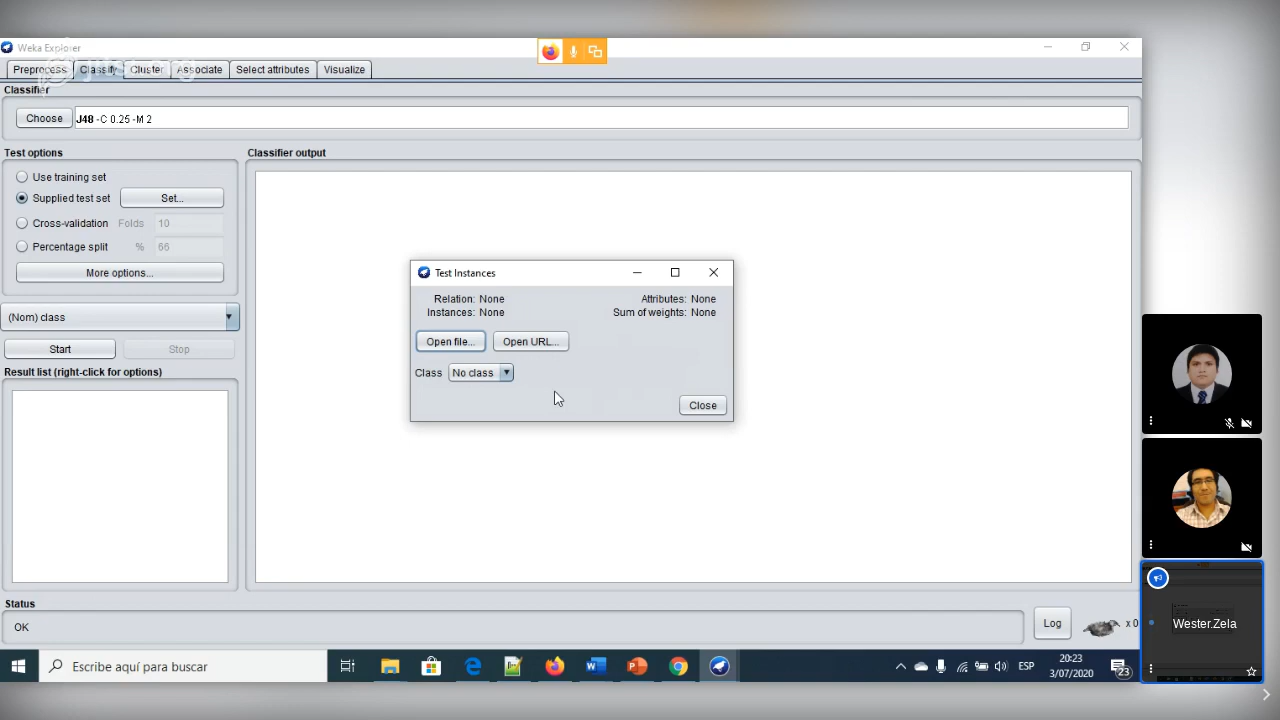 Weka Explorer
Preprocess Classify Cluster Associate Select attributes Visualize
Classifier
Choose J48 -C 0.25 -M 2
Test options
Use training set
Supplied test set Set...
Cross-validation Folds 10
Percentage split % 66
More options...
(Nom) class
Start Stop
Result list (right-click for options)
Classifier output
Test Instances
Relation: None Attributes: None
Instances: None Sum of weights: None
Open file... Open URL...
Class No class
Close
Status
OK
Log x 0
Wester.Zela
Escribe aquí para buscar
ESP
20:23
3/07/2020
23